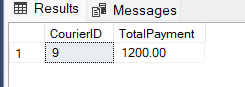 Results Messages
CourierID TotalPayment
1 9 1200.00